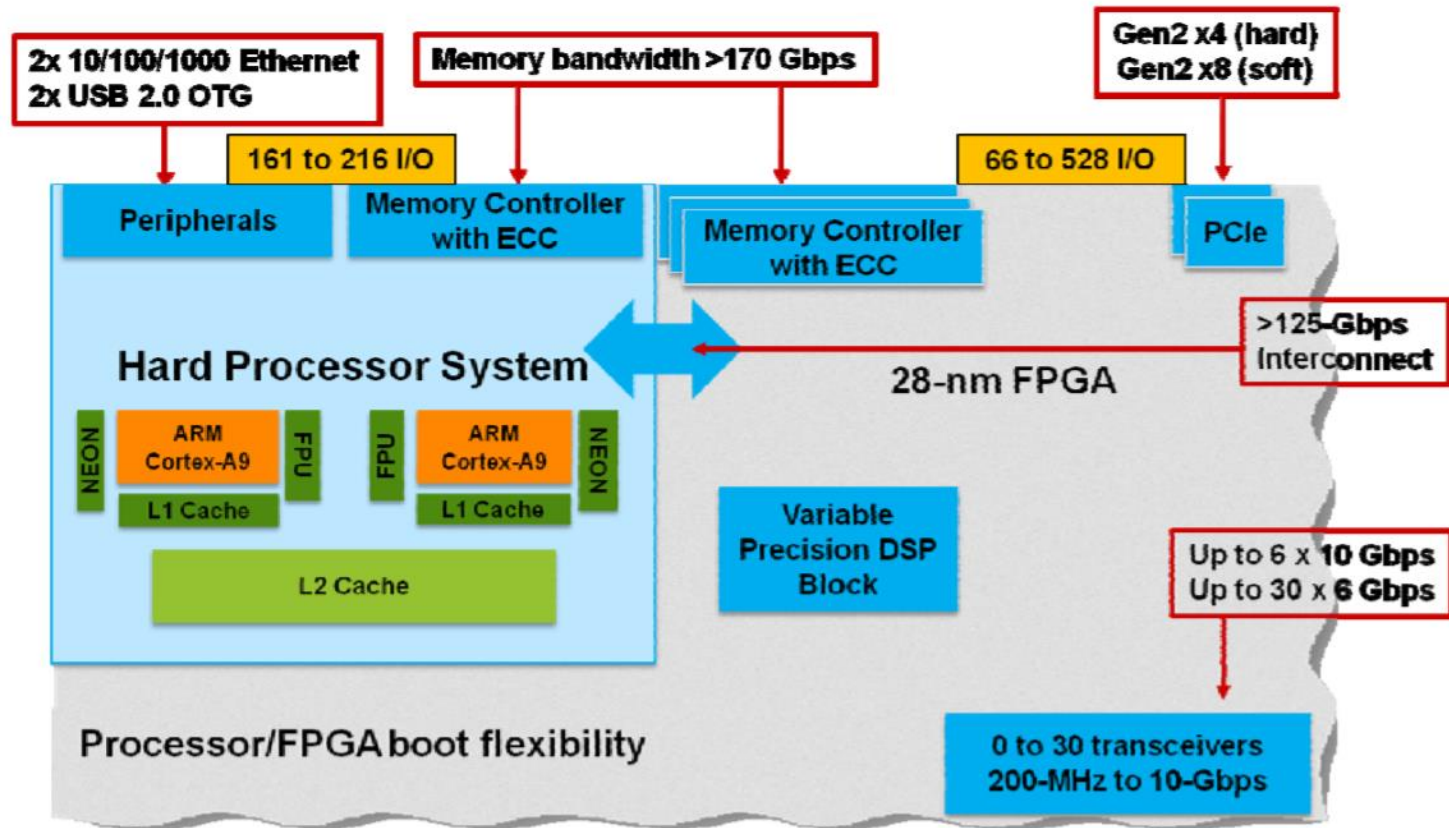 2x 10/100/1000 Ethernet
2x USB 2.0 OTG
Memory bandwidth >170 Gbps
Gen2 x4 (hard)
Gen2 x8 (soft)
161 to 216 I/O
66 to 528 I/O
Peripherals
Memory Controller
with ECC
Memory Controller
with ECC
PCIe
>125-Gbps
Interconnect
Hard Processor System
28-nm FPGA
NEON
ARM
Cortex-A9
FPU
L1 Cache
FPU
ARM
Cortex-A9
NEON
L1 Cache
L2 Cache
Variable
Precision DSP
Block
Up to 6 x 10 Gbps
Up to 30 x 6 Gbps
Processor/FPGA boot flexibility
0 to 30 transceivers
200-MHz to 10-Gbps